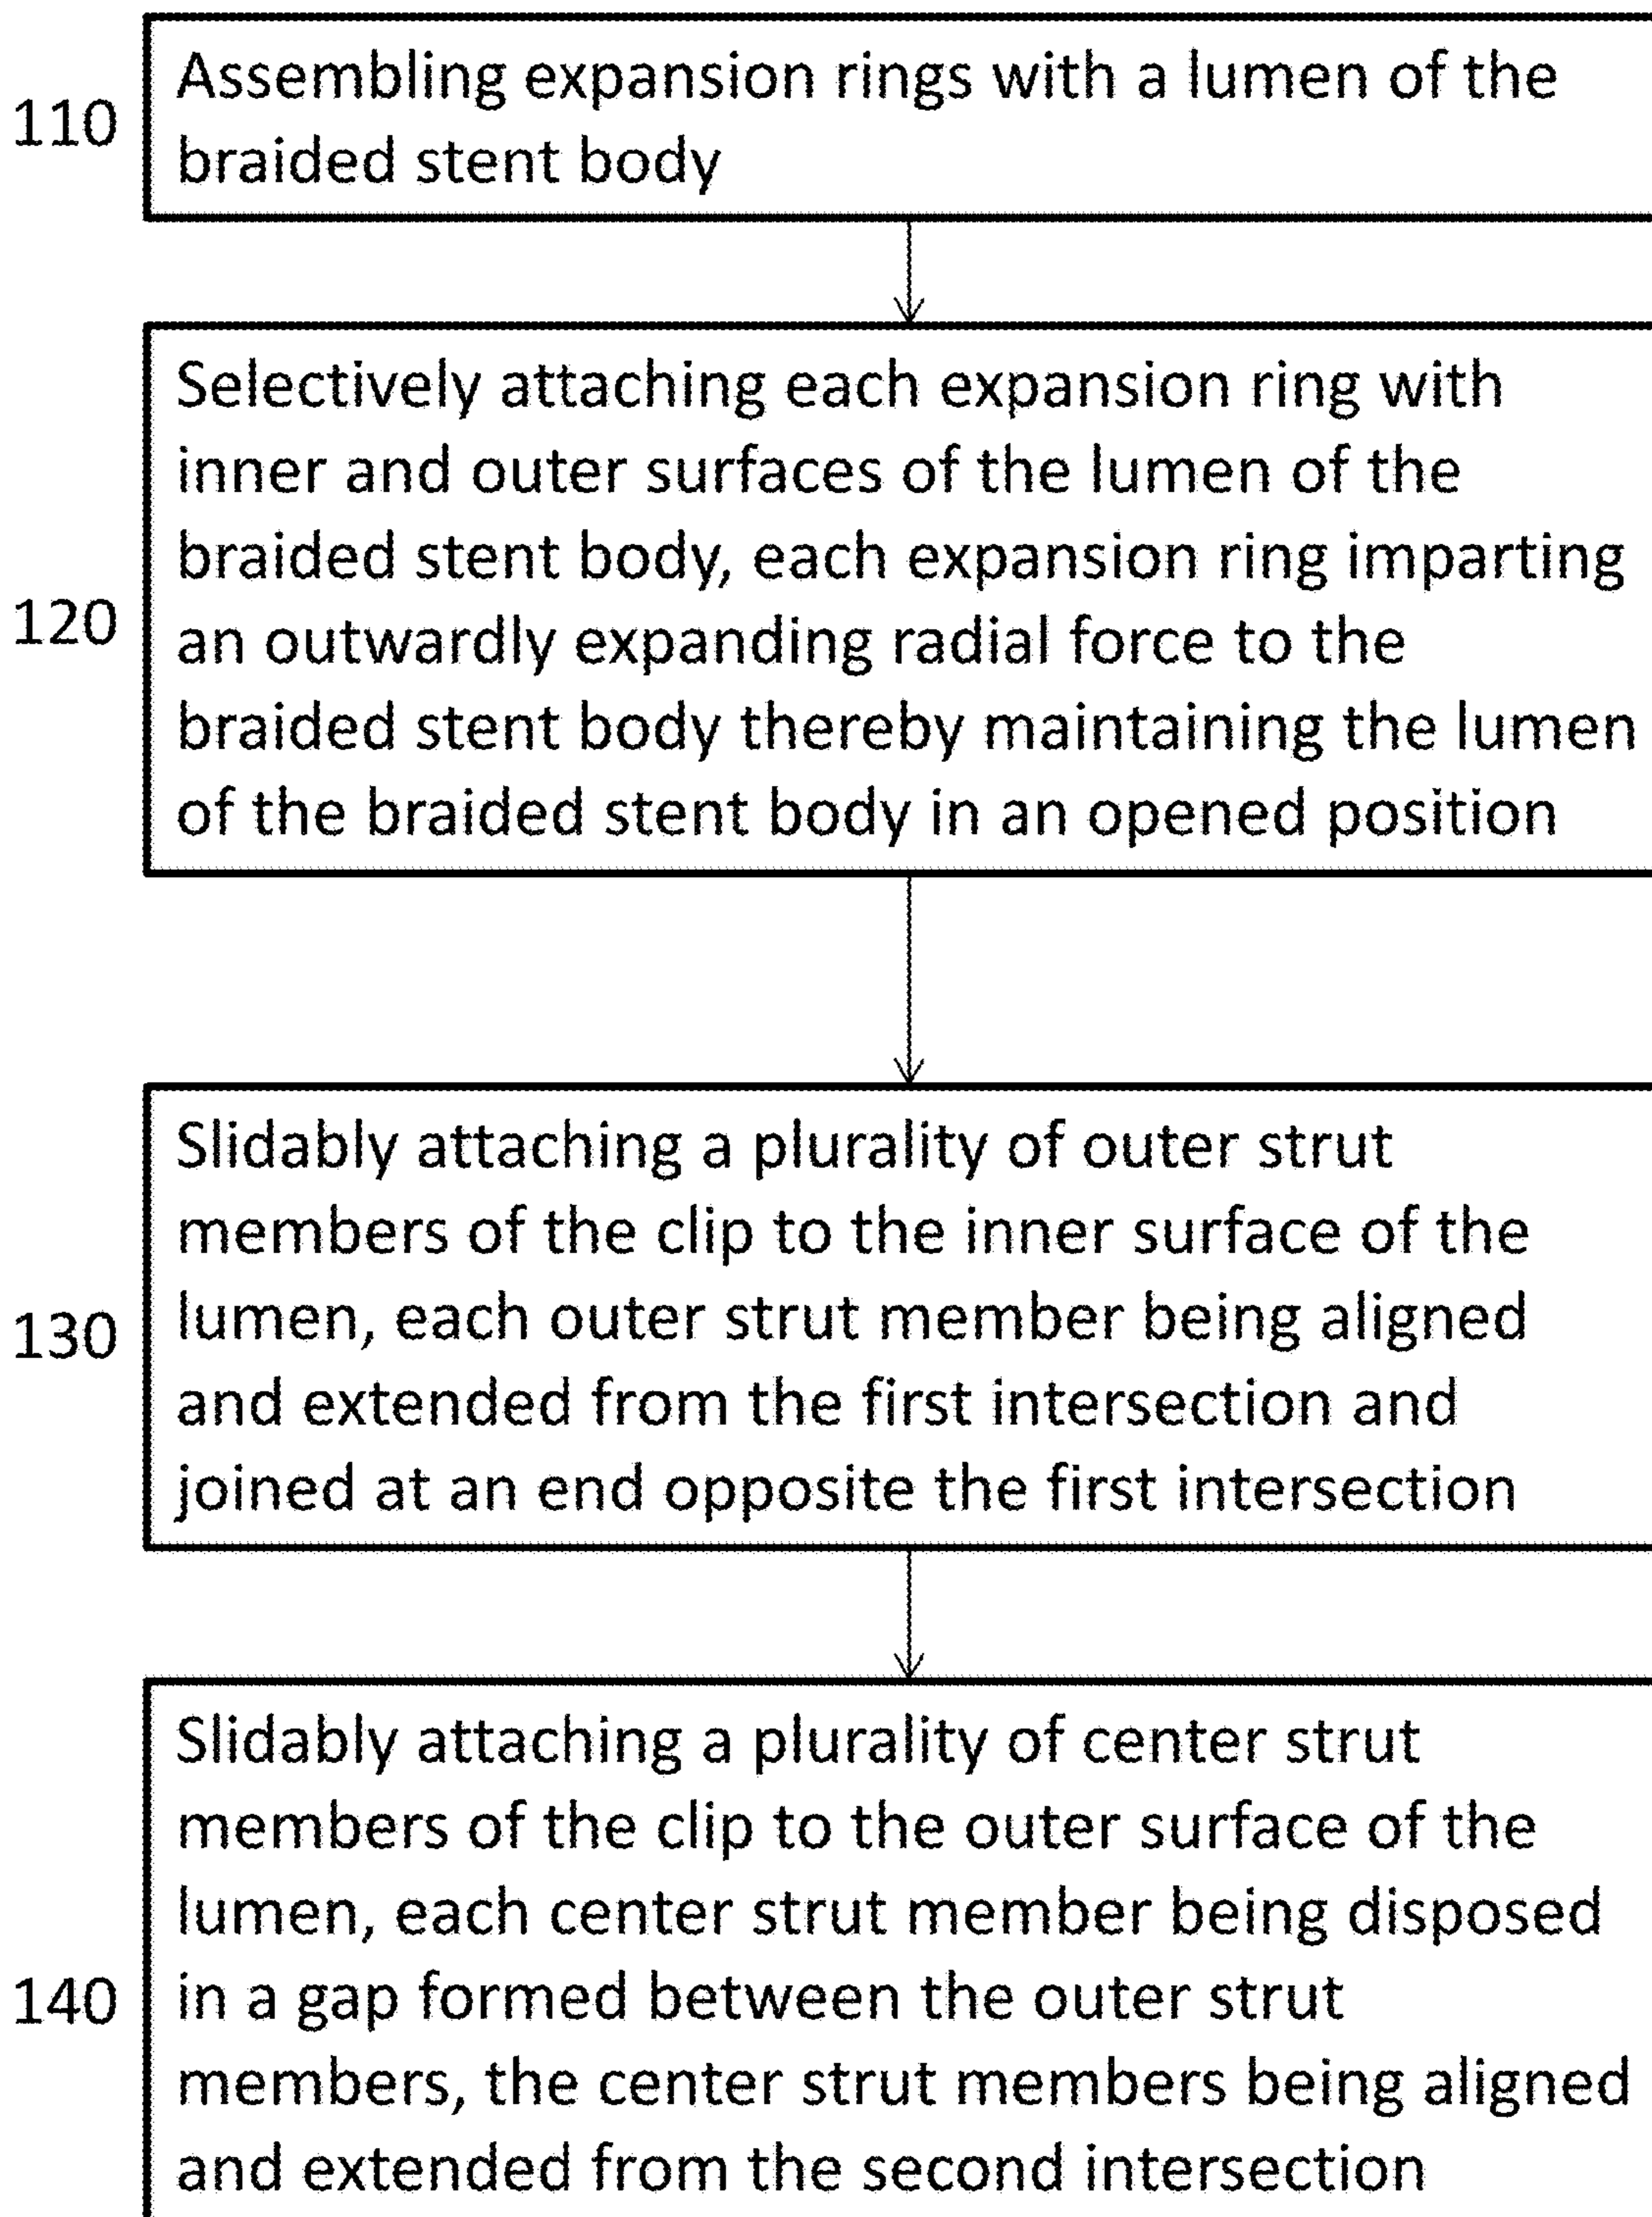 110
Assembling expansion rings with a lumen of the
braided stent body
120
Selectively attaching each expansion ring with
inner and outer surfaces of the lumen of the
braided stent body, each expansion ring imparting
an outwardly expanding radial force to the
braided stent body thereby maintaining the lumen
of the braided stent body in an opened position
130
Slidably attaching a plurality of outer strut
members of the clip to the inner surface of the
lumen, each outer strut member being aligned
and extended from the first intersection and
joined at an end opposite the first intersection
140
Slidably attaching a plurality of center strut
members of the clip to the outer surface of the
lumen, each center strut member being disposed
in a gap formed between the outer strut
members, the center strut members being aligned
and extended from the second intersection